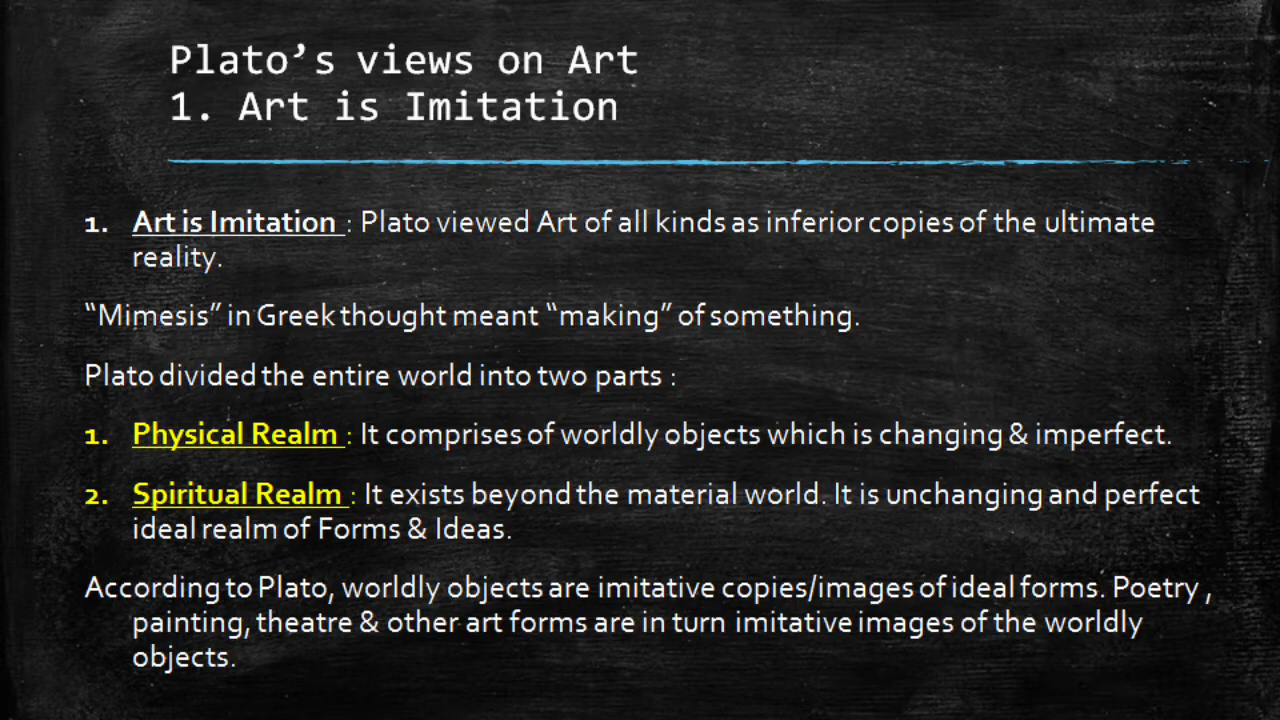 Plato’s views on Art
1. Art is Imitation
1. Art is Imitation : Plato viewed Art of all kinds as inferior copies of the ultimate
reality.
“Mimesis” in Greek thought meant “making” of something.
Plato divided the entire world into two parts :
1. Physical Realm : It comprises of worldly objects which is changing & imperfect.
2. Spiritual Realm : It exists beyond the material world. It is unchanging and perfect
ideal realm of Forms & Ideas.
According to Plato, worldly objects are imitative copies/images of ideal forms. Poetry ,
painting, theatre & other art forms are in turn imitative images of the worldly
objects.